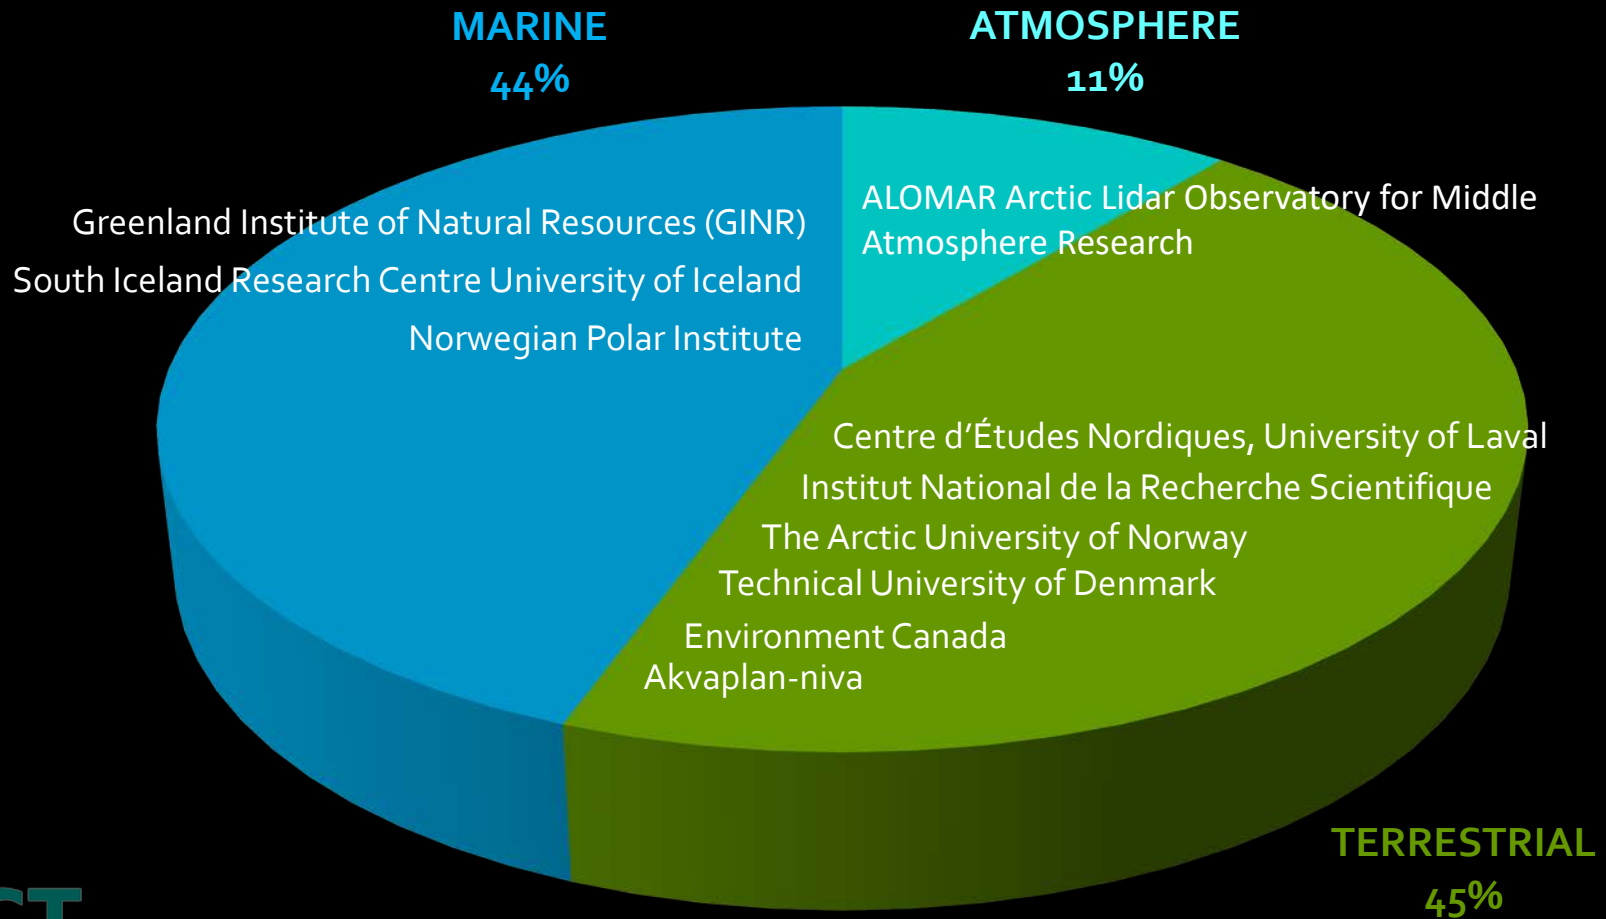 MARINE
44%
ATMOSPHERE
11%
Greenland Institute of Natural Resources (GINR)
South Iceland Research Centre University of Iceland
Norwegian Polar Institute
ALOMAR Arctic Lidar Observatory for Middle
Atmosphere Research
Centre d’Études Nordiques, University of Laval
Institut National de la Recherche Scientifique
The Arctic University of Norway
Technical University of Denmark
Environment Canada
Akvaplan-niva
TERRESTRIAL
45%